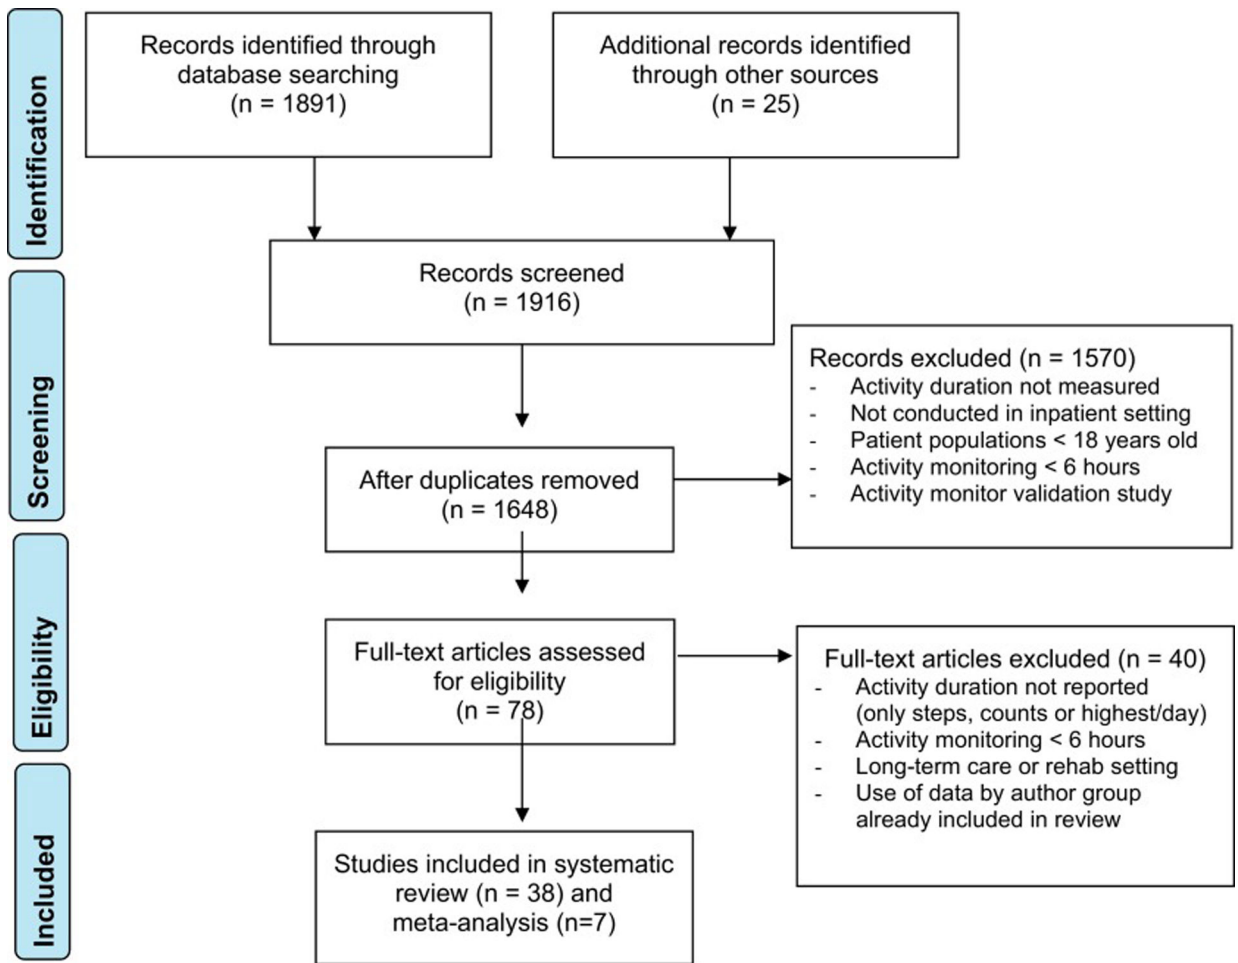 Identification
Records identified through
database searching
(n = 1891)
Additional records identified
through other sources
(n = 25)
Screening
Records screened
(n = 1916)
After duplicates removed
(n = 1648)
Records excluded (n = 1570)
- Activity duration not measured
- Not conducted in inpatient setting
- Patient populations < 18 years old
- Activity monitoring < 6 hours
- Activity monitor validation study
Eligibility
Full-text articles assessed
for eligibility
(n = 78)
Full-text articles excluded (n = 40)
- Activity duration not reported
(only steps, counts or highest/day)
- Activity monitoring < 6 hours
- Long-term care or rehab setting
- Use of data by author group
already included in review
Included
Studies included in systematic
review (n = 38) and
meta-analysis (n=7)